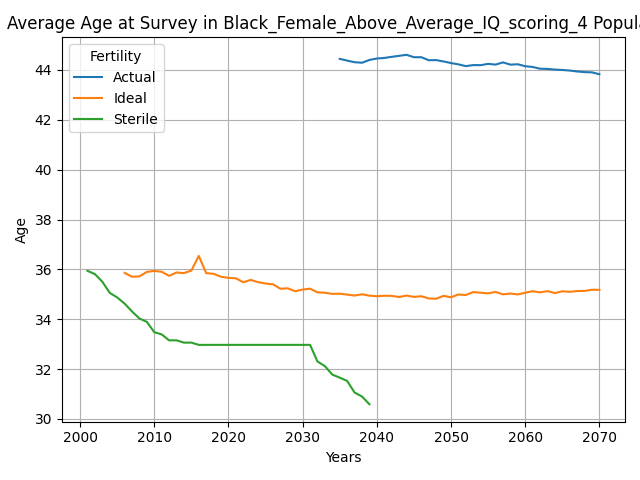 Average Age at Survey in Black_Female_Above_Average_IQ_scoring_4 Popul
Fertility
Actual
Ideal
Sterile
44
42
40
38
36
34
32
30
Age
2000 2010 2020 2030 2040 2050 2060 2070
Years